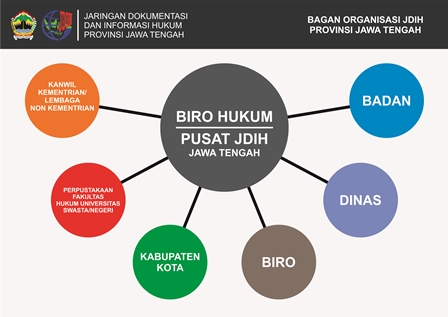 JARINGAN DOKUMENTASI
DAN INFORMASI HUKUM
PROVINSI JAWA TENGAH
BAGAN ORGANISASI JDIH
PROVINSI JAWA TENGAH
KANWIL
KEMENTRIAN/
LEMBAGA
NON KEMENTRIAN
BIRO HUKUM
PUSAT JDIH
JAWA TENGAH
BADAN
PERPUSTAKAAN
FAKULTAS
HUKUM UNIVERSITAS
SWASTA/NEGERI
DINAS
KABUPATEN
KOTA
BIRO